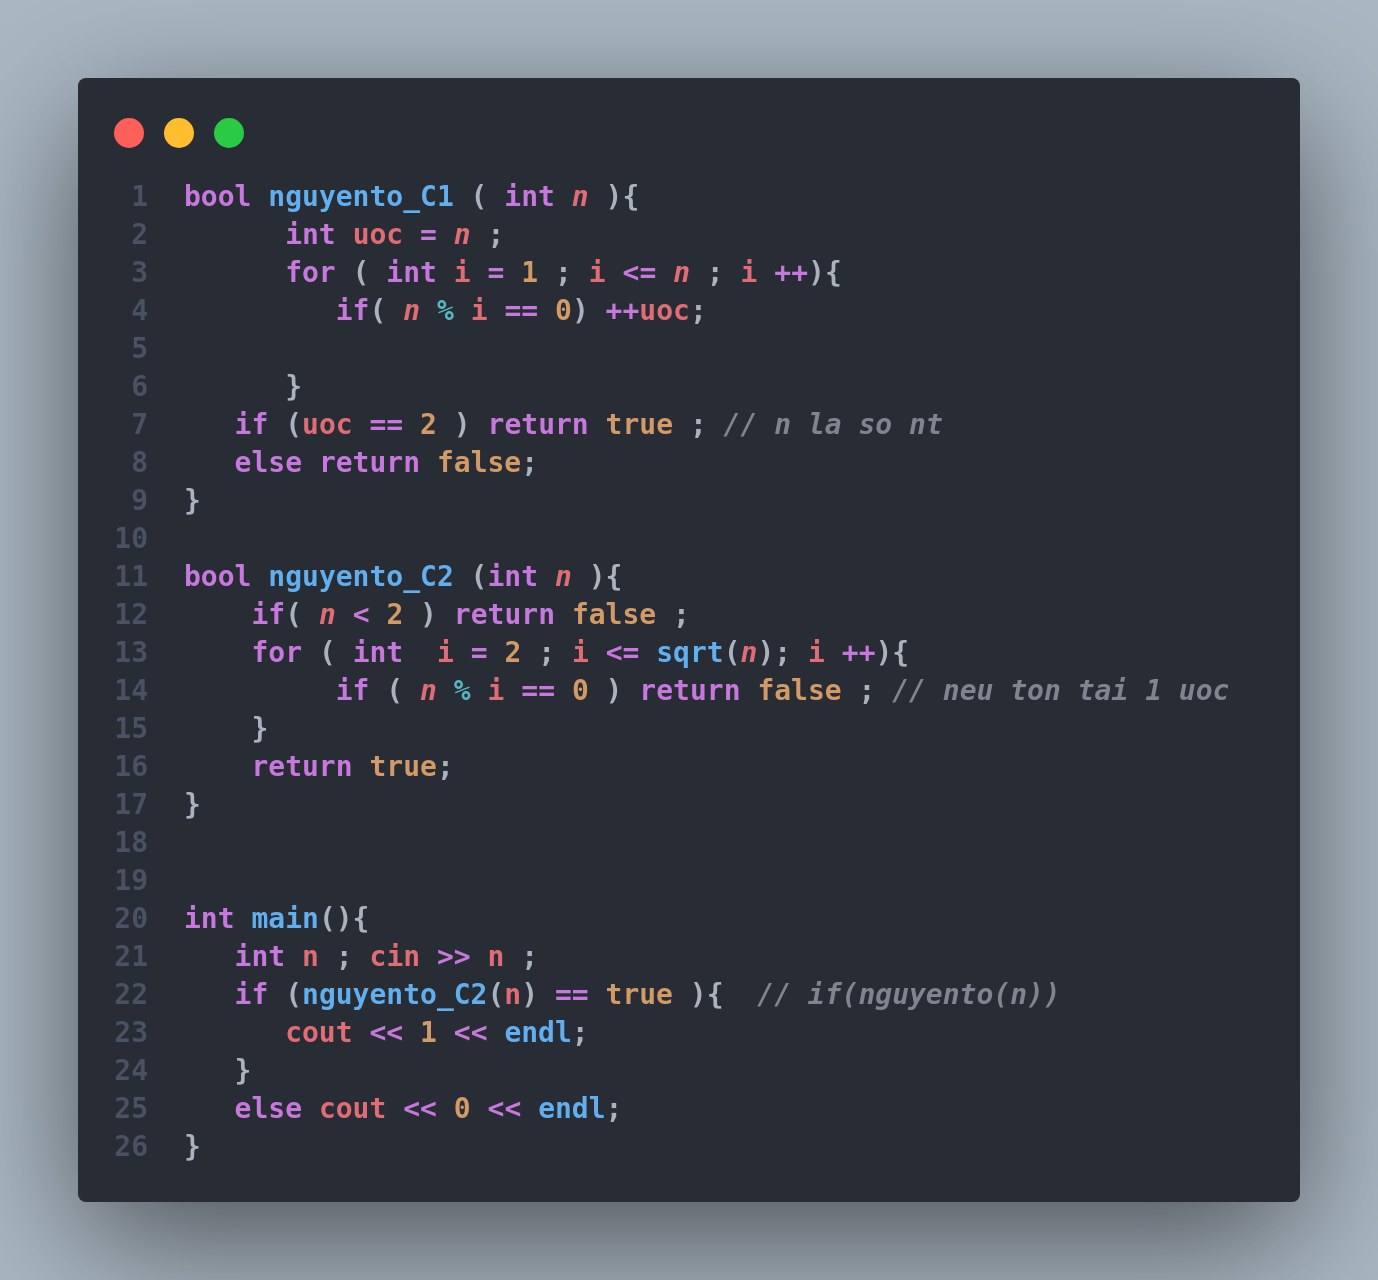 1 bool nguyento_C1 ( int n ){
2       int uoc = n ;
3       for ( int i = 1 ; i <= n ; i ++){
4          if( n % i == 0) ++uoc;
5
6       }
7    if (uoc == 2 ) return true ; // n la so nt
8    else return false;
9 }
10
11 bool nguyento_C2 (int n ){
12     if( n < 2 ) return false ;
13     for ( int  i = 2 ; i <= sqrt(n); i ++){
14          if ( n % i == 0 ) return false ; // neu ton tai 1 uoc
15     }
16     return true;
17 }
18
19
20 int main(){
21    int n ; cin >> n ;
22    if (nguyento_C2(n) == true ){  // if(nguyento(n))
23       cout << 1 << endl;
24    }
25    else cout << 0 << endl;
26 }